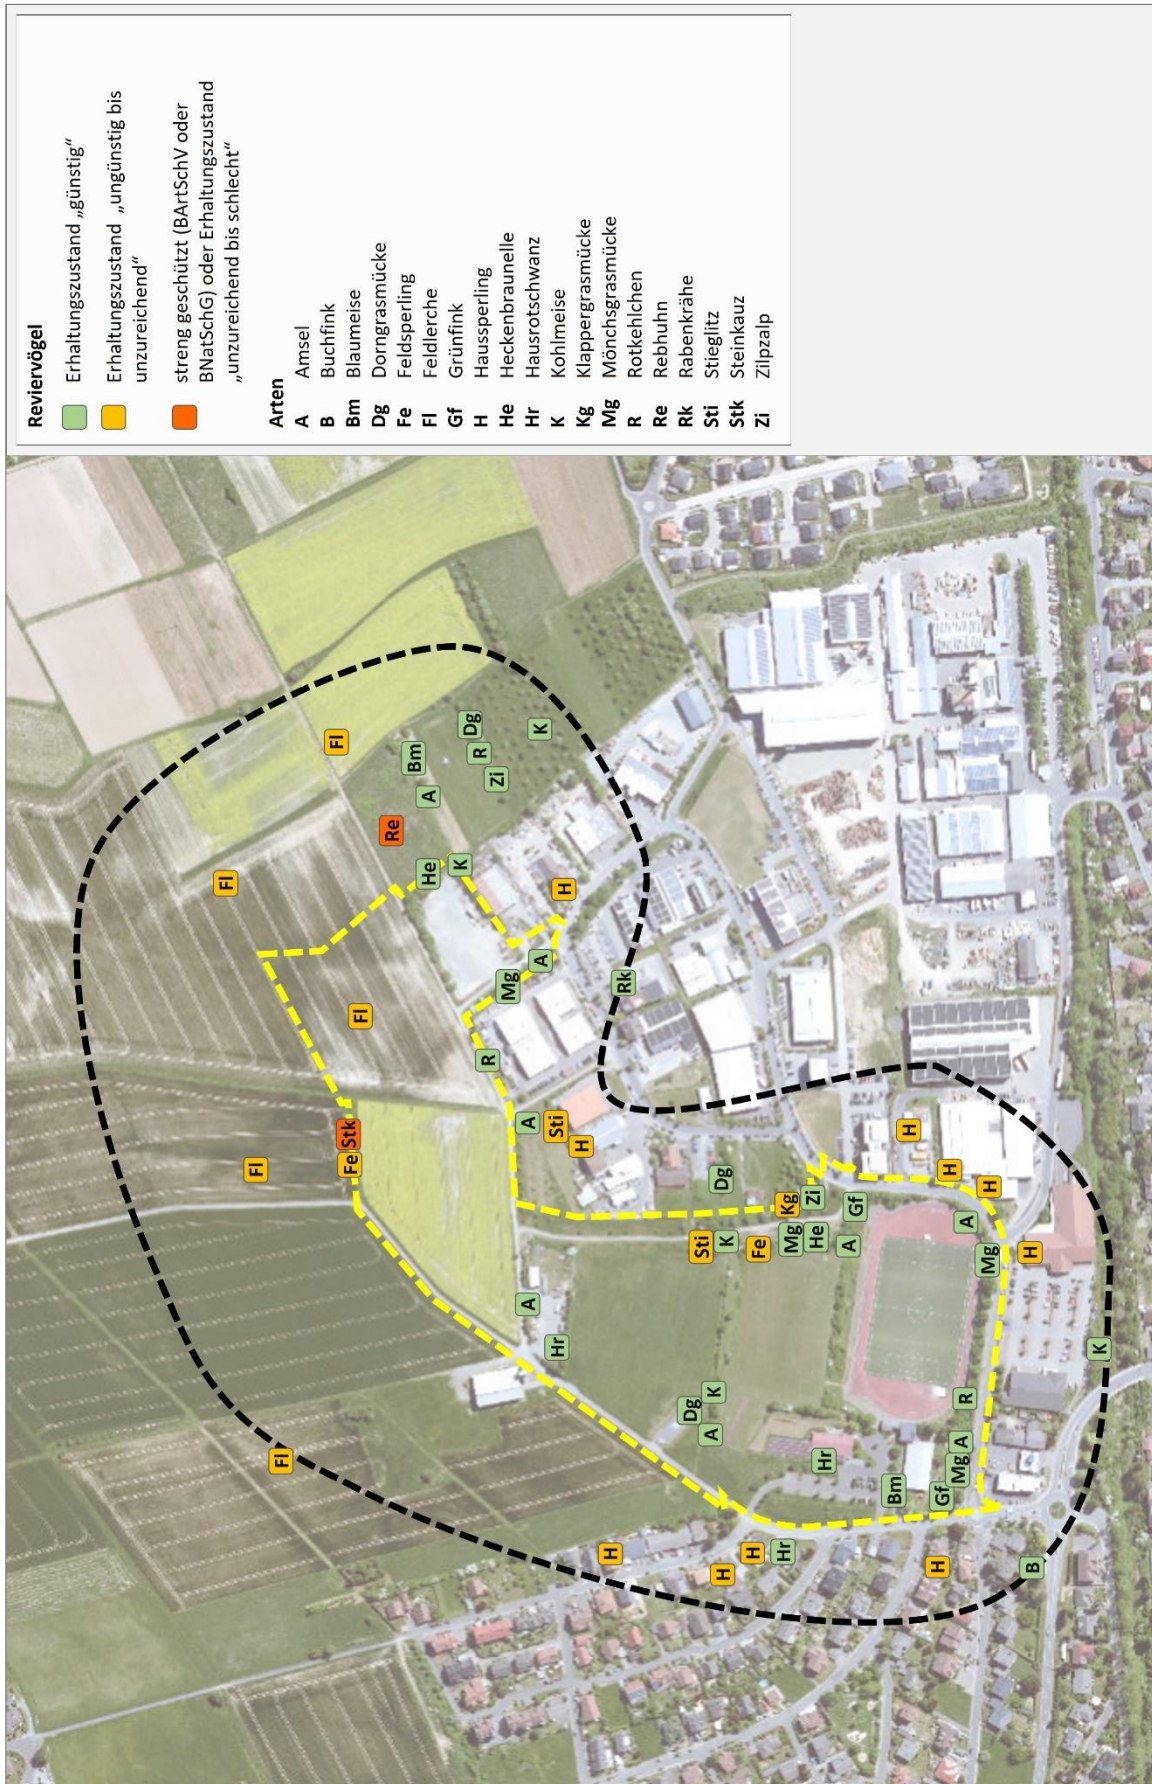 Reviervögel
Erhaltungszustand „günstig“
Erhaltungszustand „ungünstig bis
unzureichend“
streng geschützt (BArtSchV oder
BNatSchG) oder Erhaltungszustand
„unzureichend bis schlecht“
Arten
A Amsel
B Buchfink
Bm Blaumeise
Dg Dorngrasmücke
Fe Feldsperling
Fl Feldlerche
Gf Grünfink
H Haussperling
He Heckenbraunelle
Hr Hausrotschwanz
K Kohlmeise
Kg Klappergrasmücke
Mg Mönchsgrasmücke
R Rotkehlchen
Re Rebhuhn
Rk Rabenkrähe
Sti Stieglitz
Stk Steinkauz
Zi Zilpzalp
Fl
Fl
Fl
Fl
Fe Stk
Fl
Re
Bm
He A
K
Dg
R
R
Zi
Mg
A
A
A
K
Hr
Sti
H
H
H
Rk
Dg
Sti
A
K
Dg
H
K
H
Fe
Hr
Mg Kg
He Zi
Hr
A Gf
Bm
H
H
Gf
H
Mg A
R
A
Mg
H
H
B
K